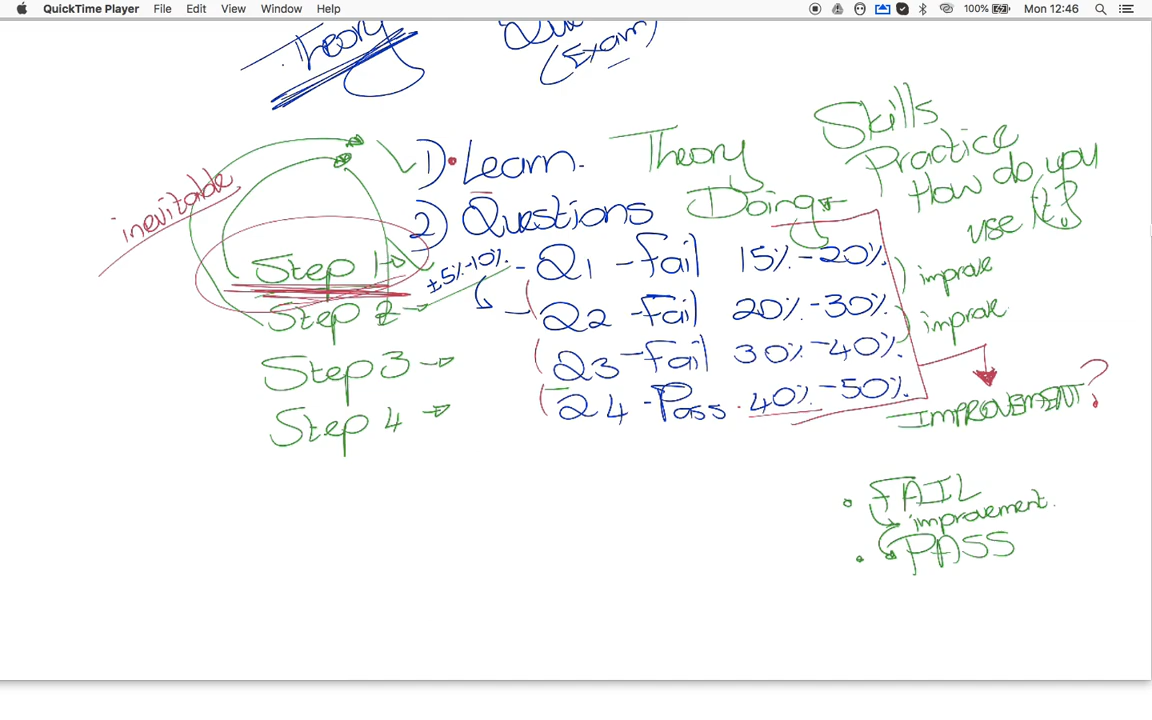 QuickTime Player File Edit View Window Help 100% Mon 12:46
Theory
(Exam)
1) • Learn.
Theory
Doing
Skills
Practice
How do you
use it?
inevitable
2) Questions
Step 1
±5%-10%
- Q1 - Fail 15% - 20%
improve
Step 2
- Q2 - Fail 20% - 30%
improve
Step 3
Q3 - Fail 30% - 40%.
Step 4
Q4 - Pass. 40% - 50%.
IMPROVEMENT?
• FAIL
improvement.
• PASS